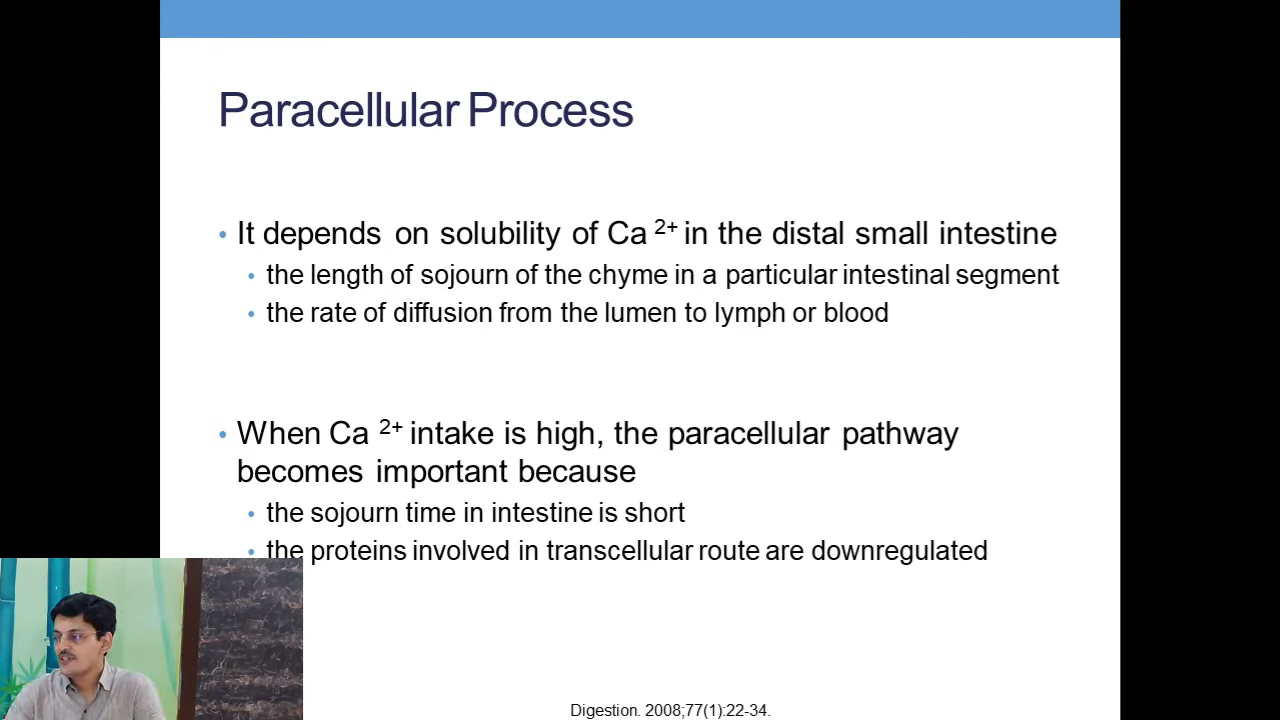 Paracellular Process
• It depends on solubility of Ca 2+ in the distal small intestine
• the length of sojourn of the chyme in a particular intestinal segment
• the rate of diffusion from the lumen to lymph or blood
• When Ca 2+ intake is high, the paracellular pathway
becomes important because
• the sojourn time in intestine is short
• the proteins involved in transcellular route are downregulated
Digestion. 2008;77(1):22-34.